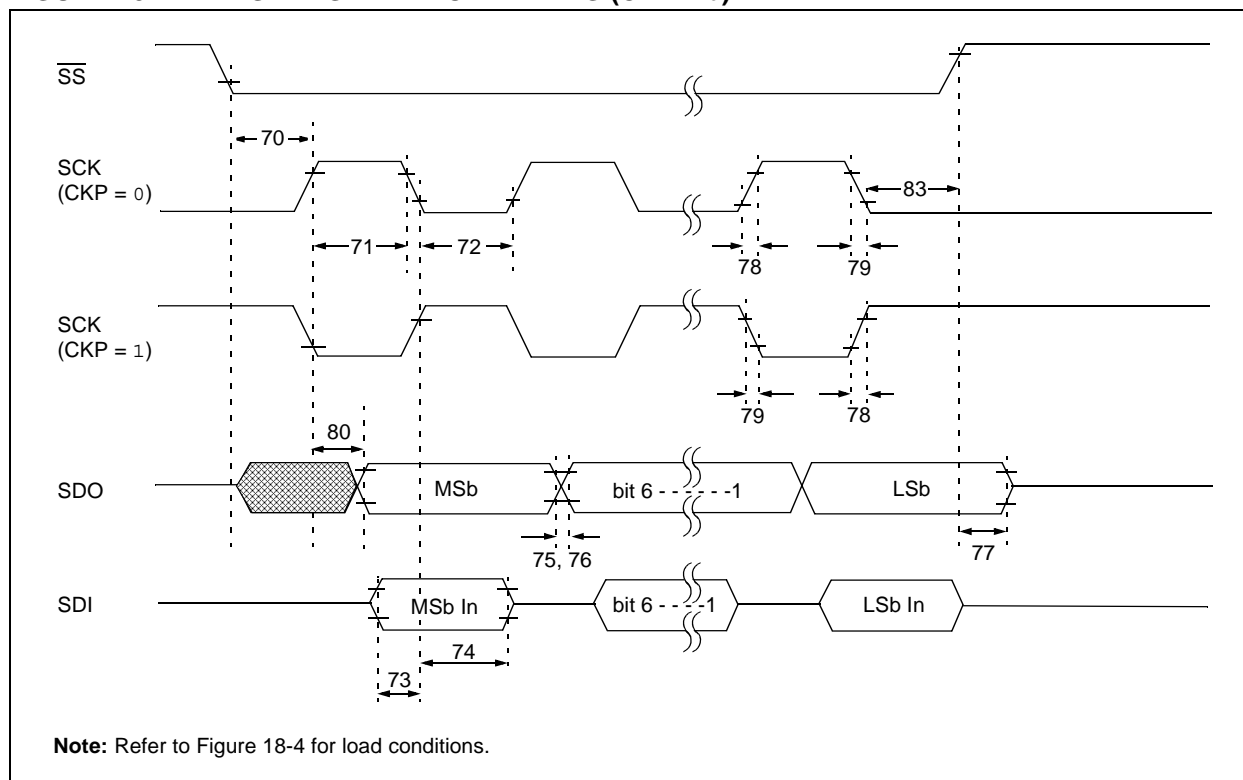 SS
70
SCK
(CKP = 0)
83
71
72
78
79
SCK
(CKP = 1)
79
78
80
SDO
MSb
bit 6 - - - - - -1
LSb
75, 76
77
SDI
MSb In
bit 6 - - - -1
LSb In
74
73
Note: Refer to Figure 18-4 for load conditions.